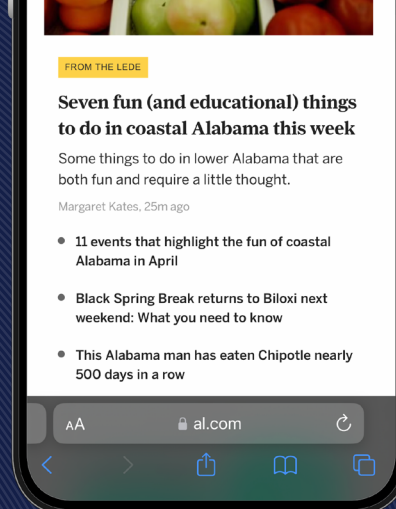 FROM THE LEDE
Seven fun (and educational) things
to do in coastal Alabama this week
Some things to do in lower Alabama that are
both fun and require a little thought.
Margaret Kates, 25m ago
11 events that highlight the fun of coastal
Alabama in April
Black Spring Break returns to Biloxi next
weekend: What you need to know
This Alabama man has eaten Chipotle nearly
500 days in a row
AA
al.com